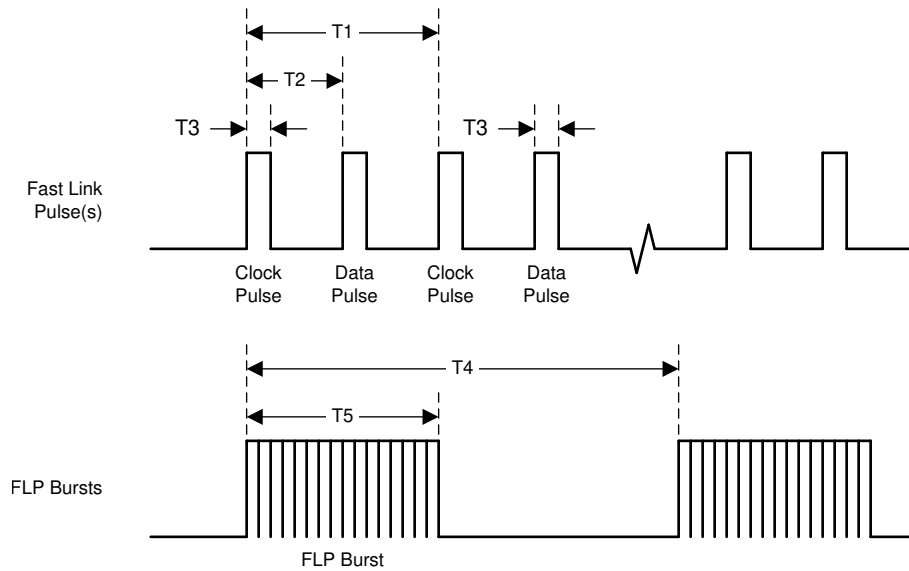 T1
T2
T3
T3
Fast Link
Pulse(s)
Clock
Pulse
Data
Pulse
Clock
Pulse
Data
Pulse
T4
T5
FLP Bursts
FLP Burst